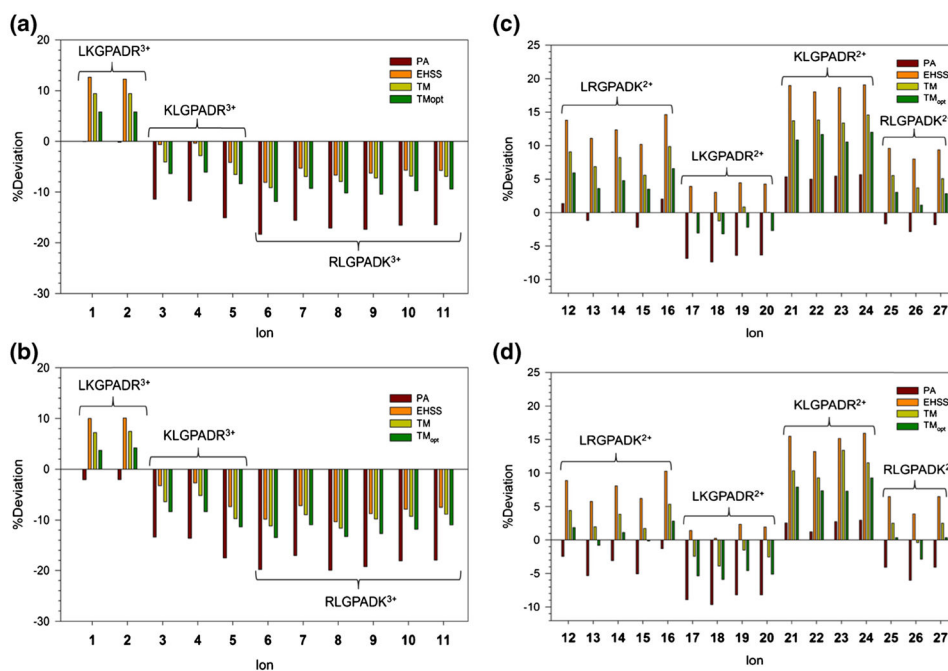 (a)
20
10
0
-10
-20
-30
%Deviation
LKGPADR3+
KLGPADR3+
RLGPADK3+
PA
EHSS
TM
TMopt
1 2 3 4 5 6 7 8 9 10 11
Ion
(b)
20
10
0
-10
-20
-30
%Deviation
LKGPADR3+
KLGPADR3+
RLGPADK3+
PA
EHSS
TM
TMopt
1 2 3 4 5 6 7 8 9 10 11
Ion
(c)
25
20
15
10
5
0
-5
-10
%Deviation
LRGPADK2+
LKGPADR2+
KLGPADR2+
RLGPADK2
PA
EHSS
TM
TMopt
12 13 14 15 16 17 18 19 20 21 22 23 24 25 26 27
Ion
(d)
25
20
15
10
5
0
-5
-10
%Deviation
LRGPADK2+
LKGPADR2+
KLGPADR2+
RLGPADK2
PA
EHSS
TM
TMopt
12 13 14 15 16 17 18 19 20 21 22 23 24 25 26 27
Ion